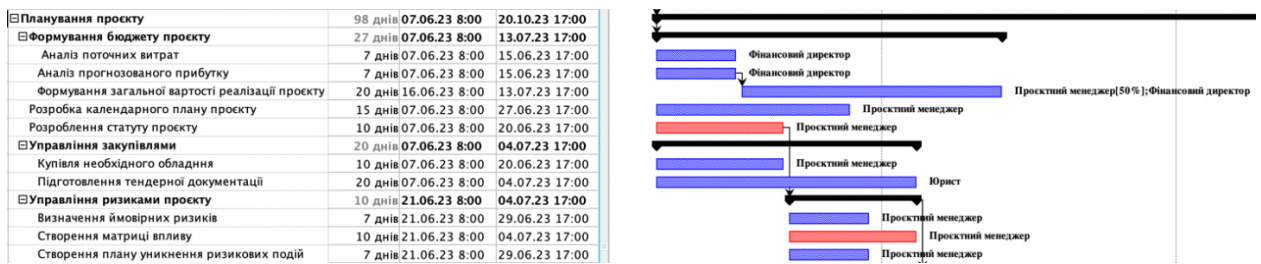 Планування проєкту 98 днів 07.06.23 8:00 20.10.23 17:00
Формування бюджету проєкту 27 днів 07.06.23 8:00 13.07.23 17:00
Аналіз поточних витрат 7 днів 07.06.23 8:00 15.06.23 17:00 Фінансовий директор
Аналіз прогнозованого прибутку 7 днів 07.06.23 8:00 15.06.23 17:00 Фінансовий директор
Формування загальної вартості реалізації проєкту 20 днів 16.06.23 8:00 13.07.23 17:00 Проєктний менеджер[50%];Фінансовий директор
Розробка календарного плану проєкту 15 днів 07.06.23 8:00 27.06.23 17:00 Проєктний менеджер
Розроблення статуту проєкту 10 днів 07.06.23 8:00 20.06.23 17:00 Проєктний менеджер
Управління закупівлями 20 днів 07.06.23 8:00 04.07.23 17:00
Купівля необхідного обладння 10 днів 07.06.23 8:00 20.06.23 17:00 Проєктний менеджер
Підготовлення тендерної документації 20 днів 07.06.23 8:00 04.07.23 17:00 Юрист
Управління ризиками проєкту 10 днів 21.06.23 8:00 04.07.23 17:00
Визначення ймовірних ризиків 7 днів 21.06.23 8:00 29.06.23 17:00 Проєктний менеджер
Створення матриці впливу 10 днів 21.06.23 8:00 04.07.23 17:00 Проєктний менеджер
Створення плану уникнення ризикових подій 7 днів 21.06.23 8:00 29.06.23 17:00 Проєктний менеджер